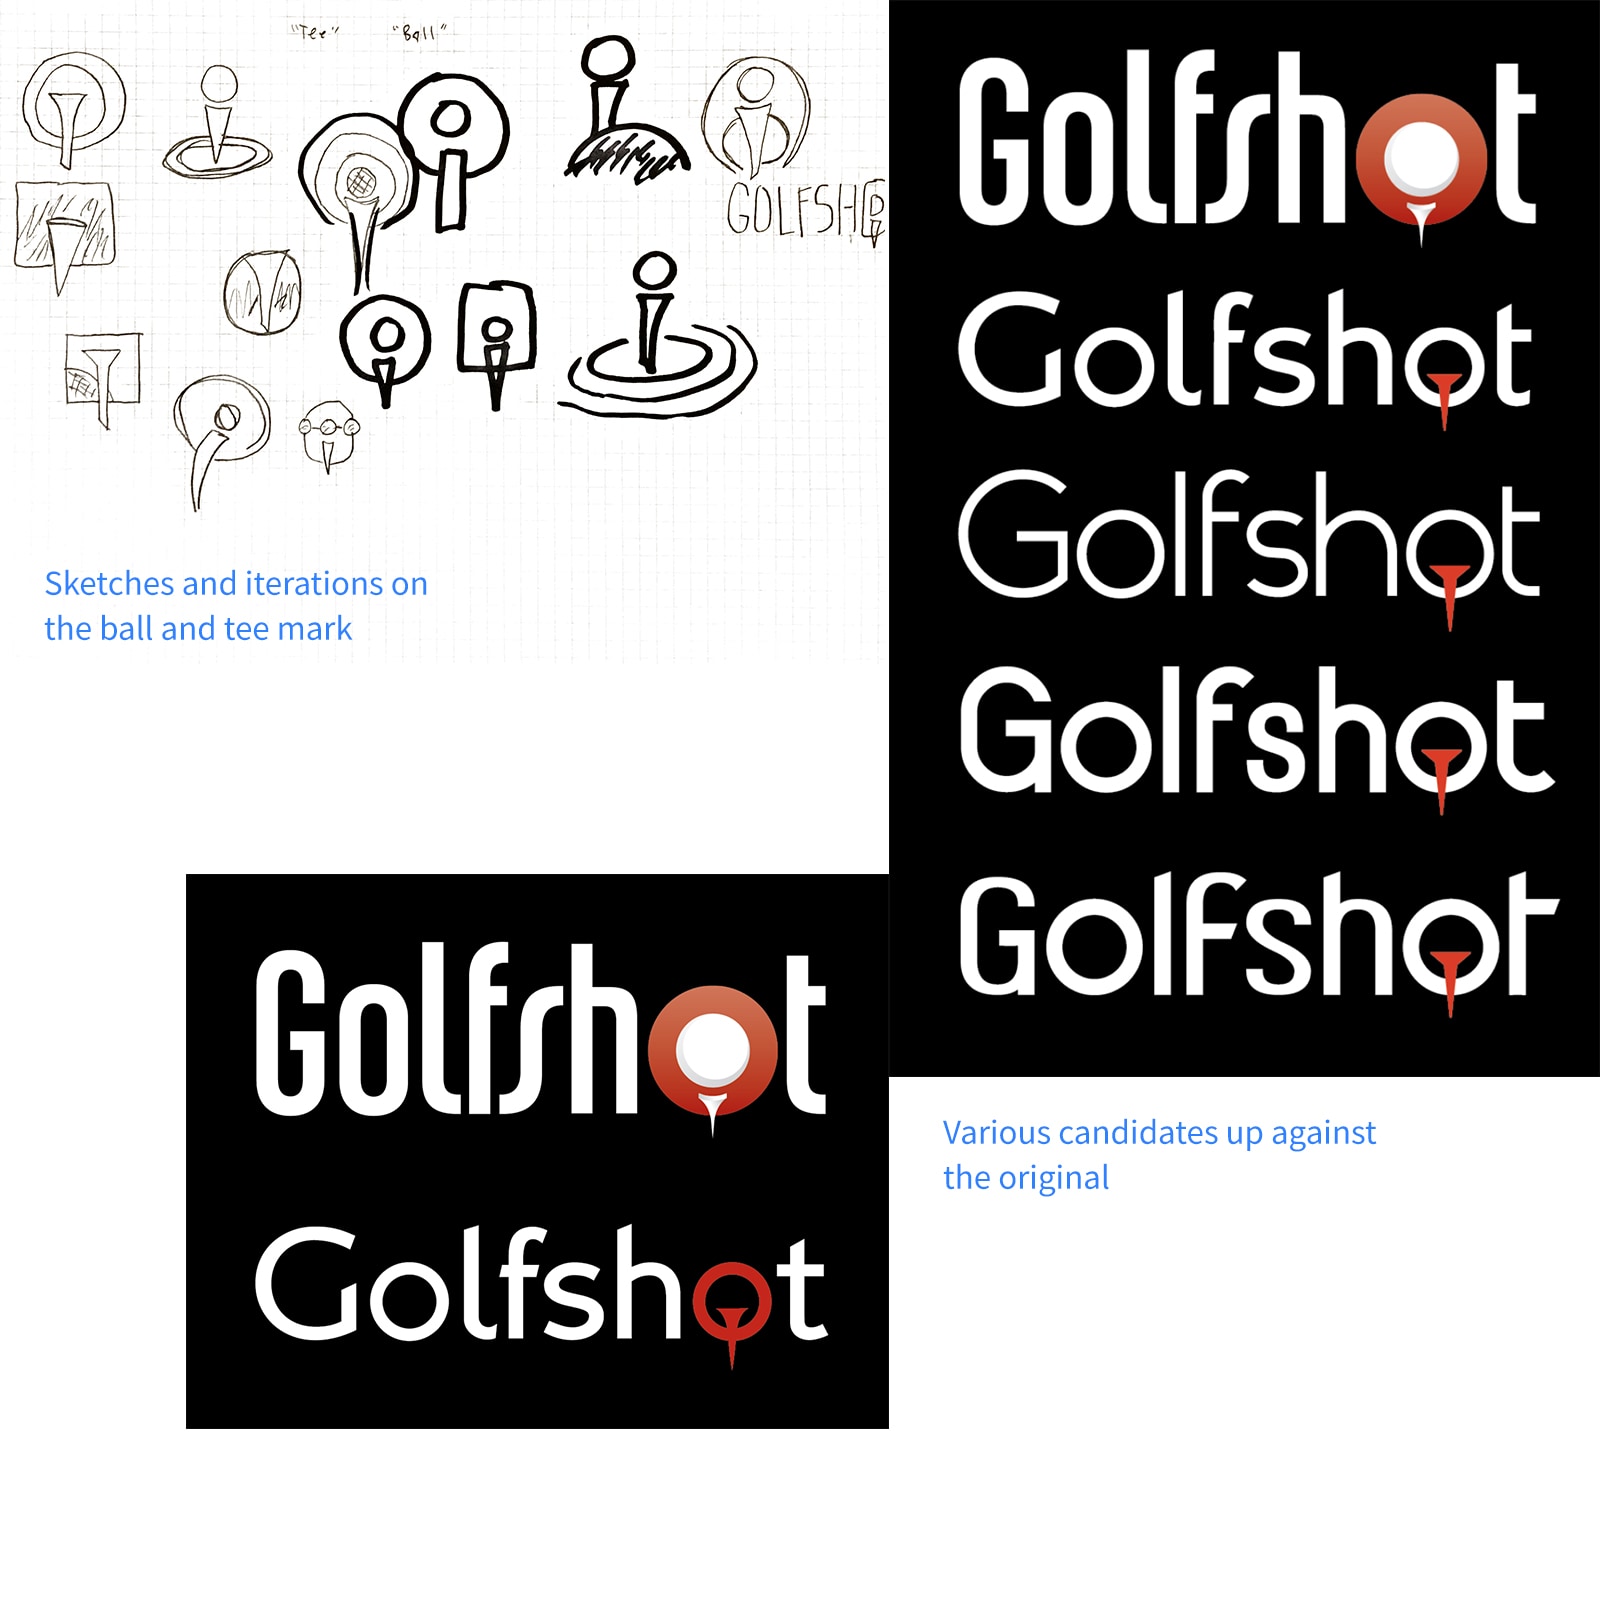 "Tee" "Ball"
GOLFSHO
Sketches and iterations on
the ball and tee mark
Golfshot
Golfshot
Golfshot
Golfshot
Golfshot
Various candidates up against
the original
Golfshot
Golfshot